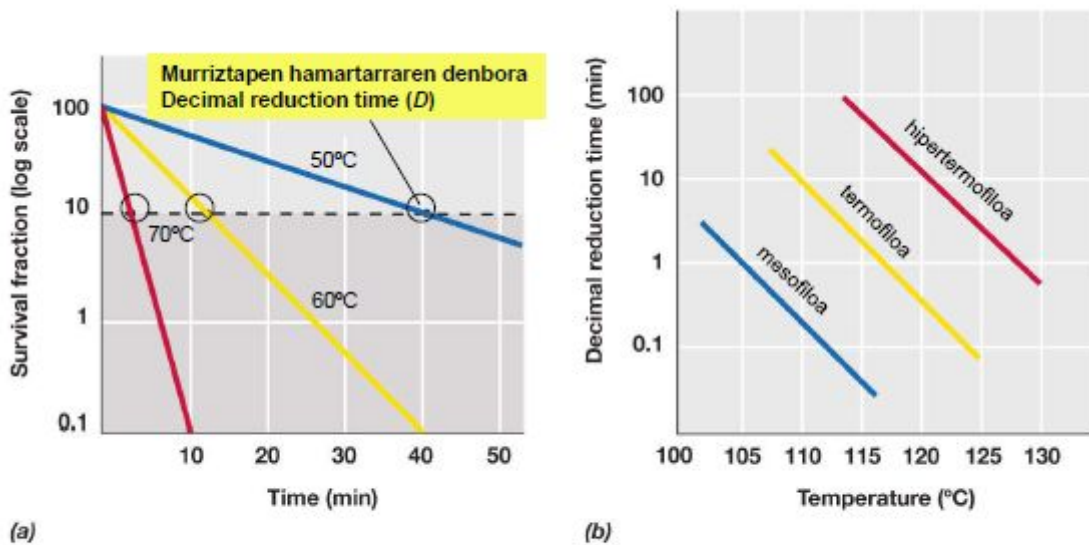 Murriztapen hamartarraren denbora
Decimal reduction time (D)
Survival fraction (log scale)
100
10
1
0.1
50ºC
70ºC
60ºC
10
20
30
40
50
Time (min)
(a)
Decimal reduction time (min)
100
10
1
0.1
hipertermofiloa
termofiloa
mesofiloa
100
105
110
115
120
125
130
Temperature (ºC)
(b)